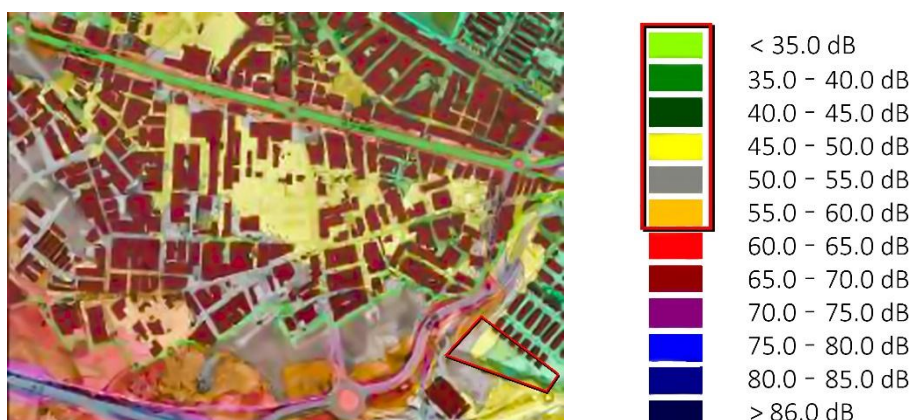 < 35.0 dB
35.0 - 40.0 dB
40.0 - 45.0 dB
45.0 - 50.0 dB
50.0 - 55.0 dB
55.0 - 60.0 dB
60.0 - 65.0 dB
65.0 - 70.0 dB
70.0 - 75.0 dB
75.0 - 80.0 dB
80.0 - 85.0 dB
> 86.0 dB